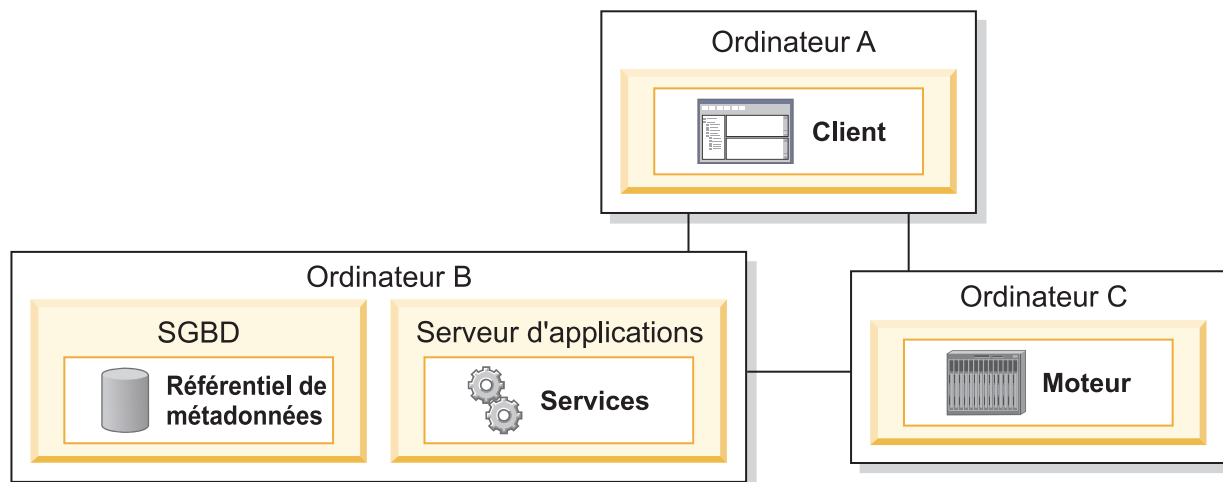 Ordinateur A
Client
Ordinateur B
SGBD
Référentiel de
métadonnées
Serveur d'applications
Services
Ordinateur C
Moteur